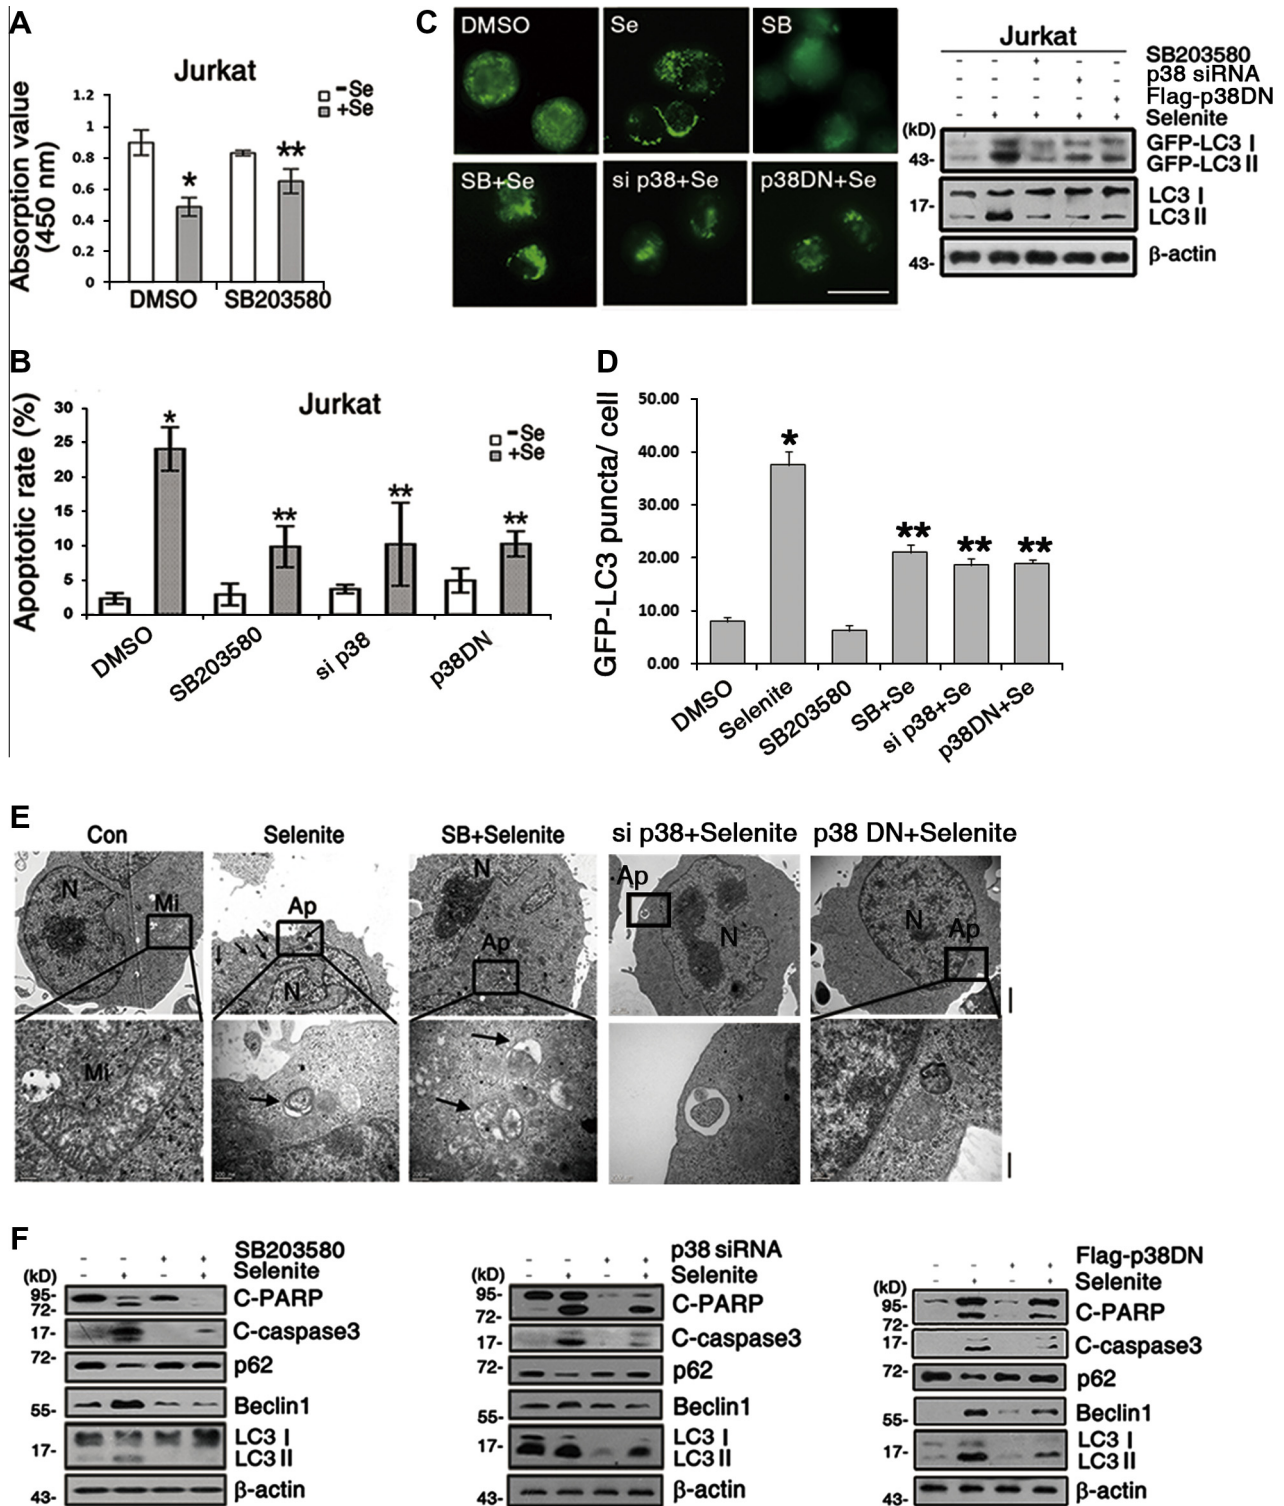 A
Jurkat
−Se
+Se
1.2
1
0.8
0.6
0.4
0.2
0
Absorption value
(450 nm)
*
**
DMSO SB203580
B
Jurkat
−Se
+Se
30
25
20
15
10
5
0
Apoptotic rate (%)
*
**
**
**
DMSO
SB203580
si p38
p38DN
C
DMSO
Se
SB
SB+Se
si p38+Se
p38DN+Se
Jurkat
- - + - - SB203580
- - - + - p38 siRNA
- - - - + Flag-p38DN
- + + + + Selenite
(kD)
GFP-LC3 I
43- GFP-LC3 II
LC3 I
17- LC3 II
43- β-actin
D
50.00
40.00
30.00
20.00
10.00
0.00
GFP-LC3 puncta/ cell
*
**
**
**
DMSO
Selenite
SB203580
SB+Se
si p38+Se
p38DN+Se
E
Con
Selenite
SB+Selenite
si p38+Selenite
p38 DN+Selenite
N
Mi
Ap
N
N
Ap
Ap
N
N
Ap
Mi
F
- - + + SB203580
- + - + Selenite
(kD)
95- C-PARP
72-
17- C-caspase3
72- p62
55- Beclin1
LC3 I
17- LC3 II
43- β-actin
- - + + p38 siRNA
- + - + Selenite
(kD)
95- C-PARP
72-
17- C-caspase3
72- p62
55- Beclin1
17- LC3 I
LC3 II
43- β-actin
- - + + Flag-p38DN
- + - + Selenite
(kD)
95- C-PARP
72-
17- C-caspase3
72- p62
55- Beclin1
LC3 I
17- LC3 II
43- β-actin